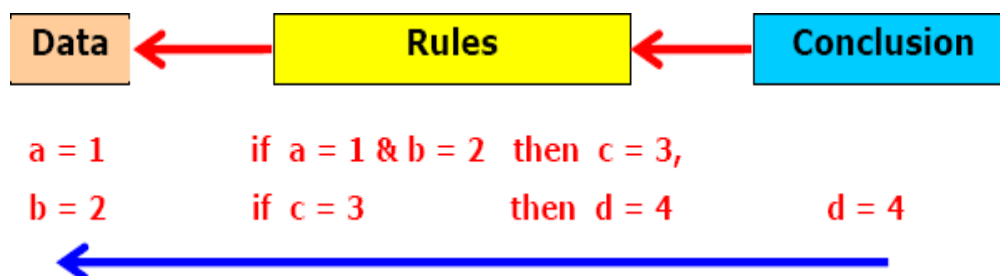 Data Rules Conclusion
a = 1 if a = 1 & b = 2 then c = 3,
b = 2 if c = 3 then d = 4 d = 4